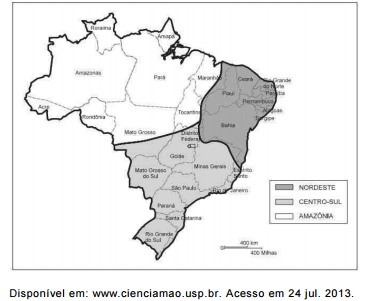 Roraima
Amapá
Amazonas
Pará
Maranhão
Ceará
Rio Grande
do Norte
Paraíba
Piauí
Pernambuco
Alagoas
Sergipe
Acre
Rondônia
Tocantins
Bahia
Mato Grosso
Distrito
Federal
Goiás
Minas Gerais
Espírito
Santo
Mato Grosso
do Sul
São Paulo
Rio de Janeiro
Paraná
Santa Catarina
Rio Grande
do Sul
NORDESTE
CENTRO-SUL
AMAZÔNIA
400 km
400 Milhas
Disponível em: www.cienciamao.usp.br. Acesso em 24 jul. 2013.